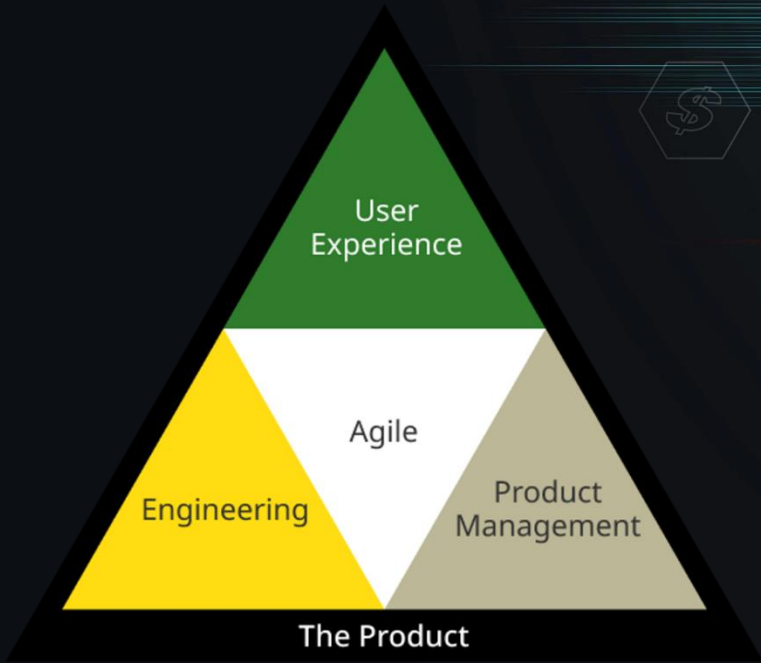 User
Experience
Agile
Engineering
Product
Management
The Product
$